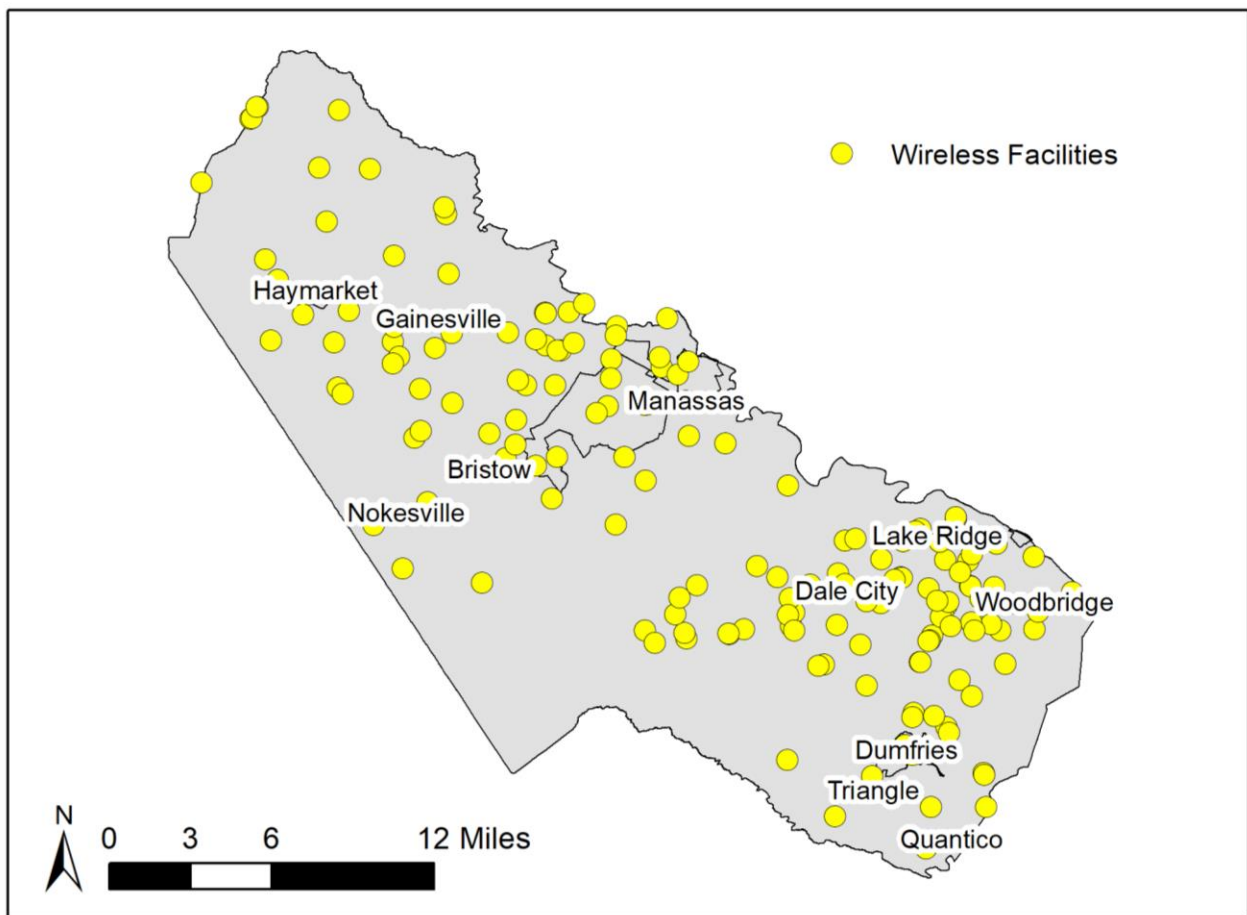 Wireless Facilities
Haymarket
Gainesville
Manassas
Bristow
Nokesville
Lake Ridge
Dale City
Woodbridge
Dumfries
Triangle
Quantico
N
0 3 6 12 Miles